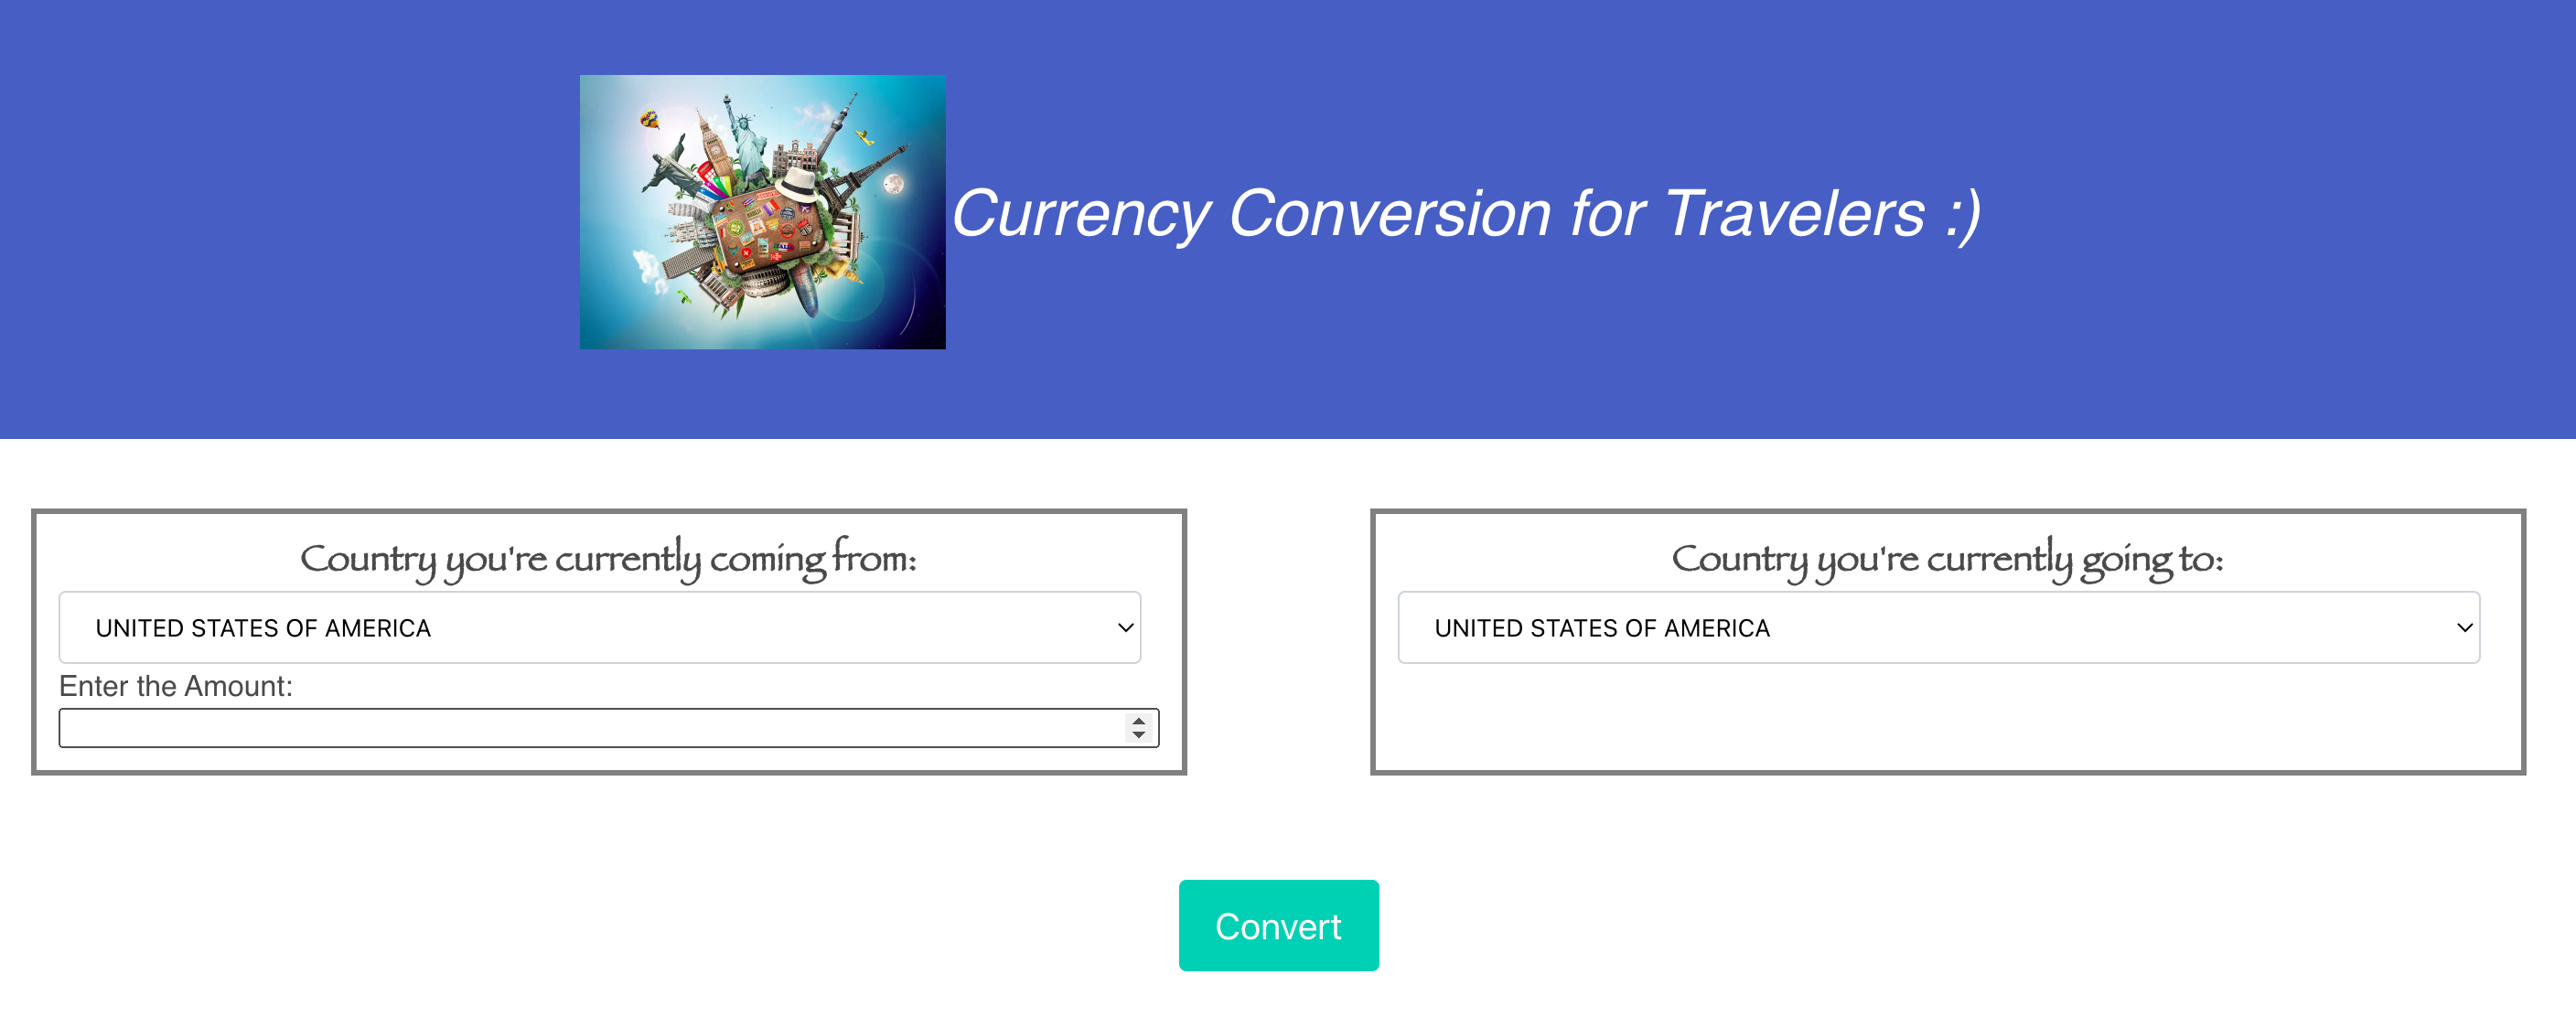 Currency Conversion for Travelers :)
Country you're currently coming from:
UNITED STATES OF AMERICA
Enter the Amount:
Country you're currently going to:
UNITED STATES OF AMERICA
Convert